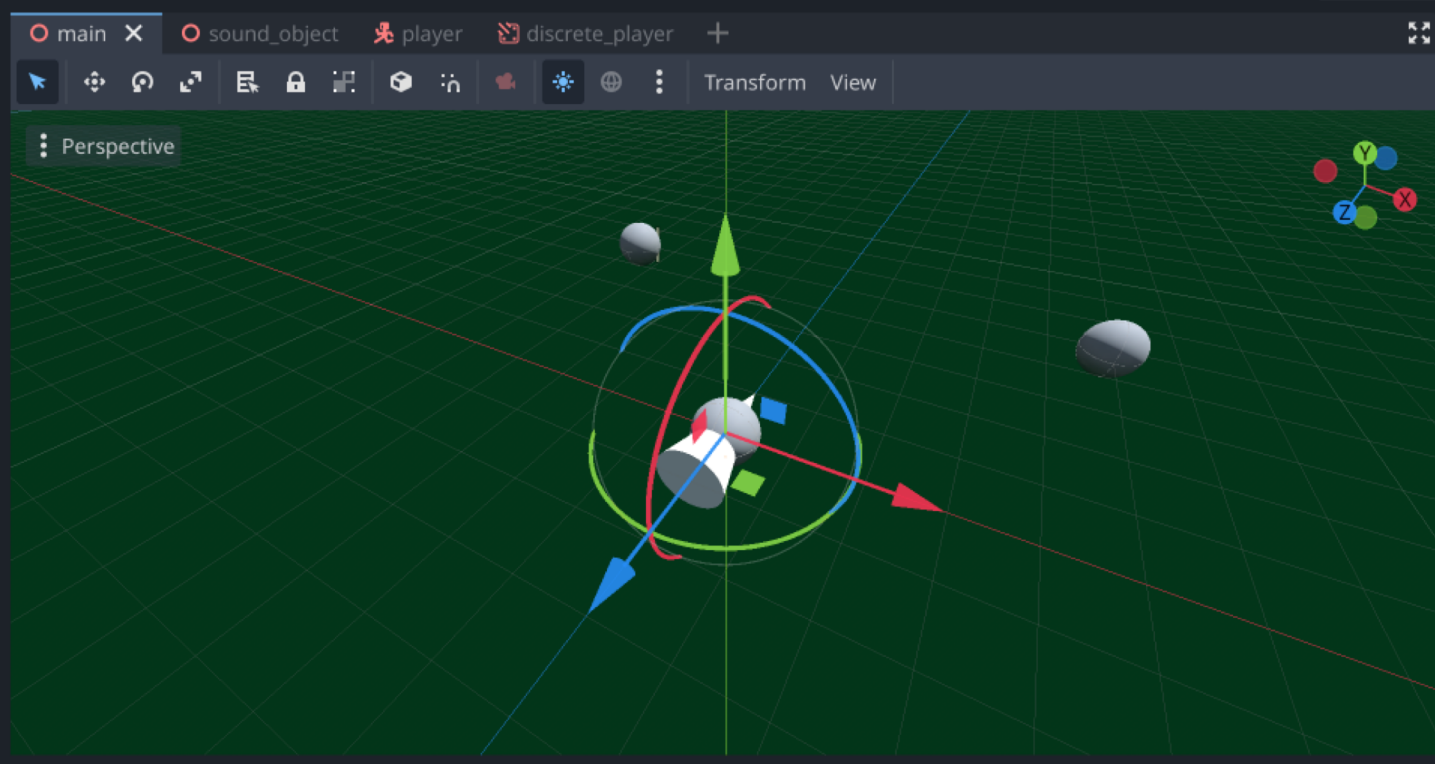 main sound_object player discrete_player
Transform View
Perspective
Y
X
Z